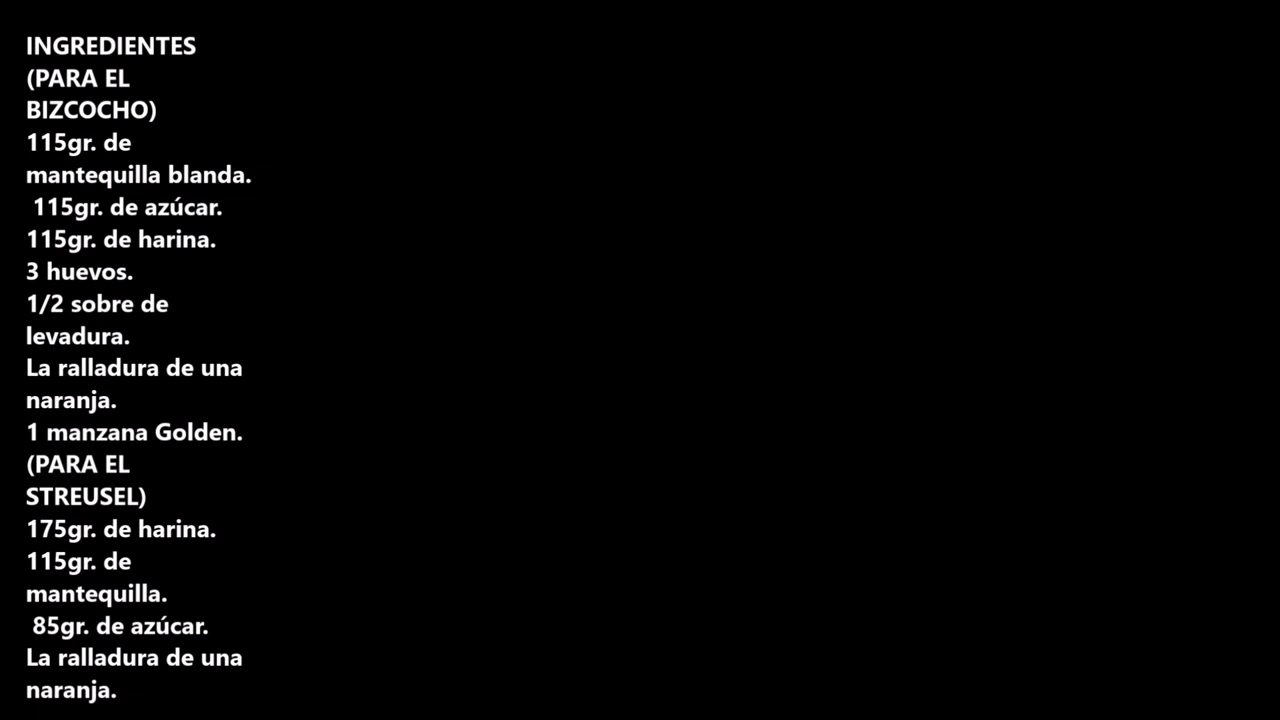 INGREDIENTES
(PARA EL
BIZCOCHO)
115gr. de
mantequilla blanda.
115gr. de azúcar.
115gr. de harina.
3 huevos.
1/2 sobre de
levadura.
La ralladura de una
naranja.
1 manzana Golden.
(PARA EL
STREUSEL)
175gr. de harina.
115gr. de
mantequilla.
85gr. de azúcar.
La ralladura de una
naranja.